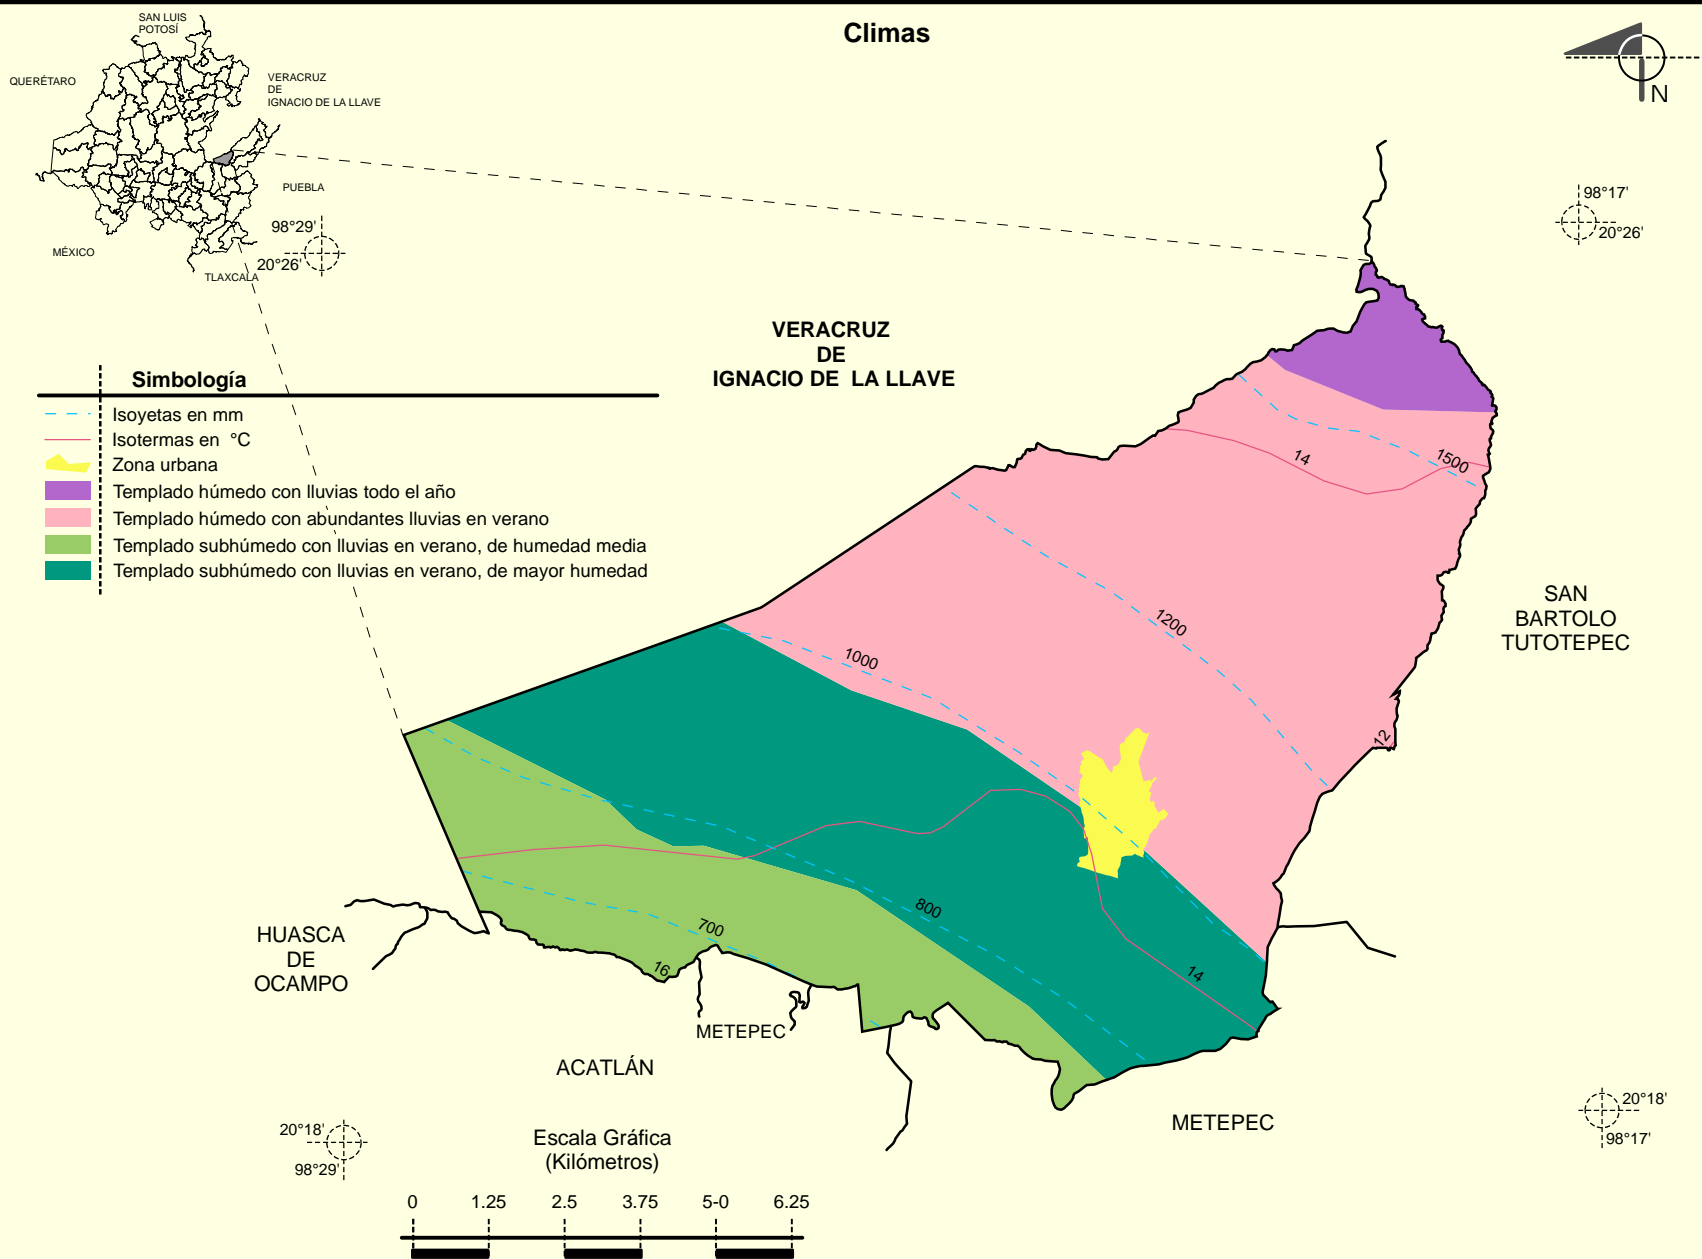 Climas
SAN LUIS
POTOSÍ
QUERÉTARO
VERACRUZ
DE
IGNACIO DE LA LLAVE
PUEBLA
MÉXICO
TLAXCALA
N
98°29'
20°26'
98°17'
20°26'
VERACRUZ
DE
IGNACIO DE LA LLAVE
Simbología
Isoyetas en mm
Isotermas en °C
Zona urbana
Templado húmedo con lluvias todo el año
Templado húmedo con abundantes lluvias en verano
Templado subhúmedo con lluvias en verano, de humedad media
Templado subhúmedo con lluvias en verano, de mayor humedad
14
1500
1200
1000
12
800
700
16
14
SAN
BARTOLO
TUTOTEPEC
HUASCA
DE
OCAMPO
METEPEC
ACATLÁN
METEPEC
20°18'
98°29'
20°18'
98°17'
Escala Gráfica
(Kilómetros)
0 1.25 2.5 3.75 5-0 6.25